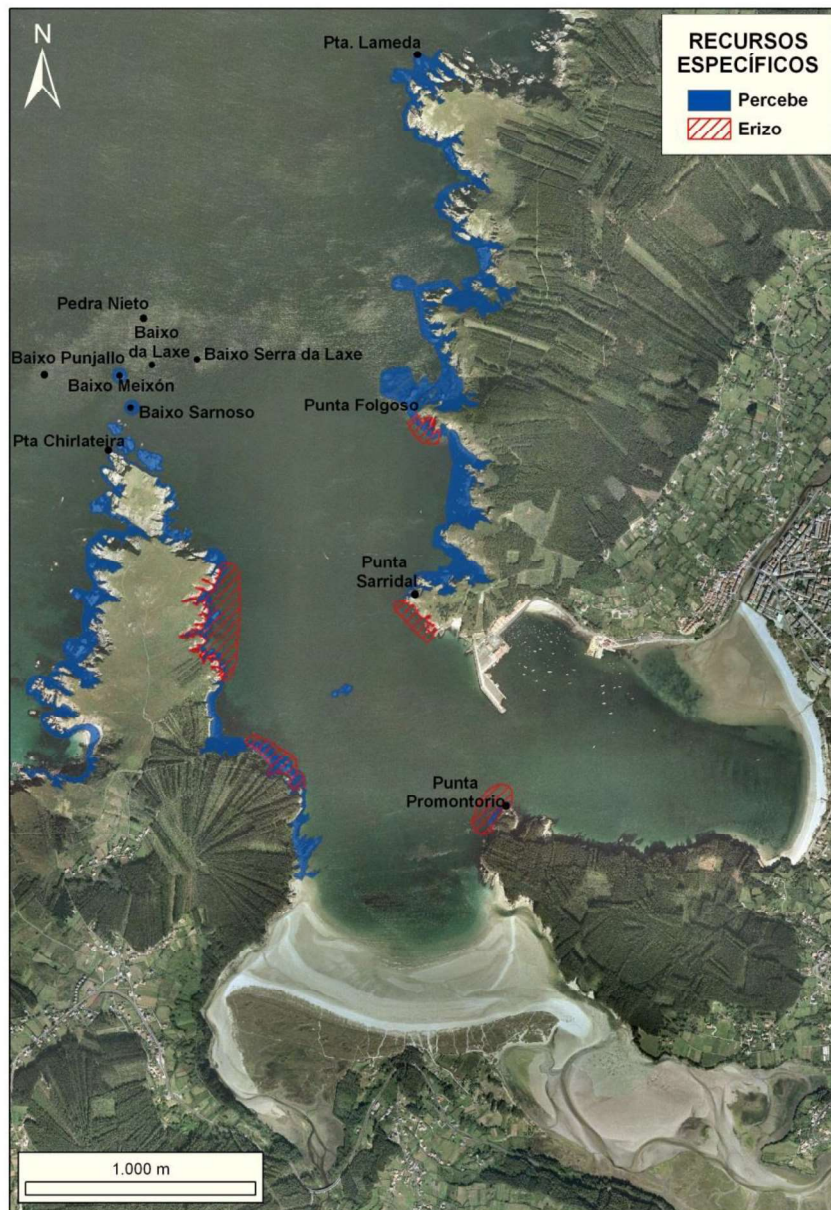 N
Pta. Lameda
RECURSOS
ESPECÍFICOS
Percebe
Erizo
Pedra Nieto
Baixo
da Laxe
Baixo Serra da Laxe
Baixo Punjallo
Baixo Meixón
Baixo Sarnoso
Punta Folgoso
Pta Chirlateira
Punta
Sarridal
Punta
Promontorio
1.000 m